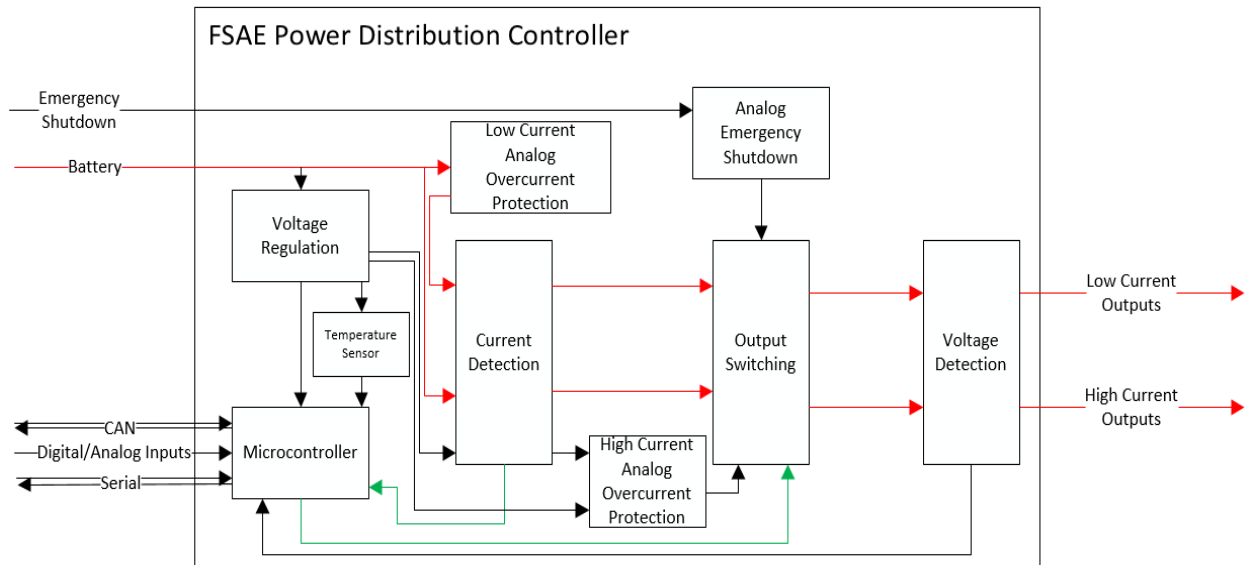 FSAE Power Distribution Controller
Emergency
Shutdown
Analog
Emergency
Shutdown
Low Current
Analog
Overcurrent
Protection
Battery
Voltage
Regulation
Temperature
Sensor
Current
Detection
Output
Switching
Voltage
Detection
Low Current
Outputs
High Current
Outputs
CAN
Digital/Analog Inputs
Serial
Microcontroller
High Current
Analog
Overcurrent
Protection